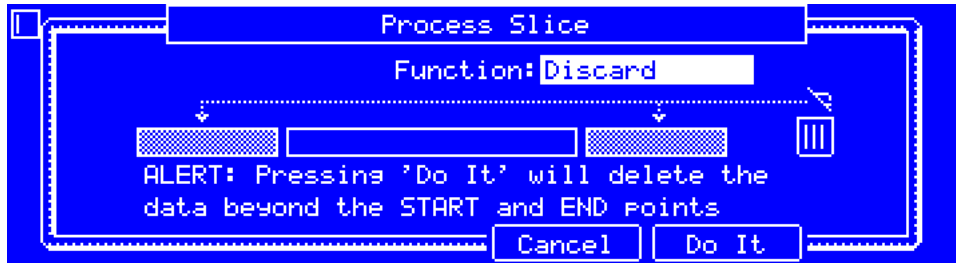 Process Slice
Function:Discard
ALERT: Pressing 'Do It' will delete the
data beyond the START and END points
Cancel
Do It